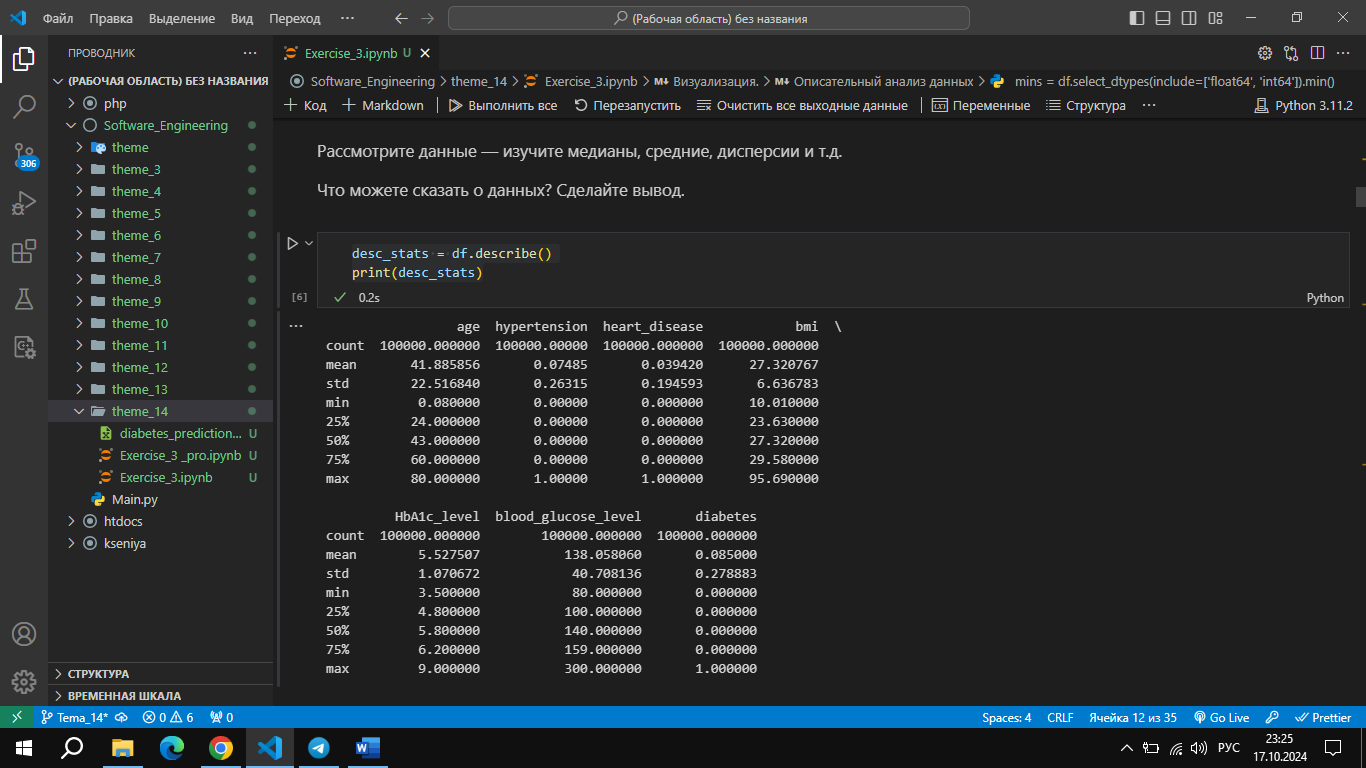 Файл Правка Выделение Вид Переход ··· (Рабочая область) без названия
ПРОВОДНИК ···
(РАБОЧАЯ ОБЛАСТЬ) БЕЗ НАЗВАНИЯ
php
Software_Engineering
theme
theme_3
theme_4
theme_5
theme_6
theme_7
theme_8
theme_9
theme_10
theme_11
theme_12
theme_13
theme_14
diabetes_prediction... U
Exercise_3 _pro.ipynb U
Exercise_3.ipynb U
Main.py
htdocs
kseniya
СТРУКТУРА
ВРЕМЕННАЯ ШКАЛА
306
Exercise_3.ipynb U
Software_Engineering > theme_14 > Exercise_3.ipynb > M↓ Визуализация. > M↓ Описательный анализ данных > mins = df.select_dtypes(include=['float64', 'int64']).min()
+ Код + Markdown Выполнить все Перезапустить Очистить все выходные данные Переменные Структура ··· Python 3.11.2
Рассмотрите данные — изучите медианы, средние, дисперсии и т.д.
Что можете сказать о данных? Сделайте вывод.
desc_stats = df.describe()
print(desc_stats)
[6] 0.2s Python
··· age hypertension heart_disease bmi \
count 100000.000000 100000.00000 100000.000000 100000.000000
mean 41.885856 0.07485 0.039420 27.320767
std 22.516840 0.26315 0.194593 6.636783
min 0.080000 0.00000 0.000000 10.010000
25% 24.000000 0.00000 0.000000 23.630000
50% 43.000000 0.00000 0.000000 27.320000
75% 60.000000 0.00000 0.000000 29.580000
max 80.000000 1.00000 1.000000 95.690000
HbA1c_level blood_glucose_level diabetes
count 100000.000000 100000.000000 100000.000000
mean 5.527507 138.058060 0.085000
std 1.070672 40.708136 0.278883
min 3.500000 80.000000 0.000000
25% 4.800000 100.000000 0.000000
50% 5.800000 140.000000 0.000000
75% 6.200000 159.000000 0.000000
max 9.000000 300.000000 1.000000
Tema_14* 0 6 0 Spaces: 4 CRLF Ячейка 12 из 35 Go Live Prettier
РУС 23:25
17.10.2024